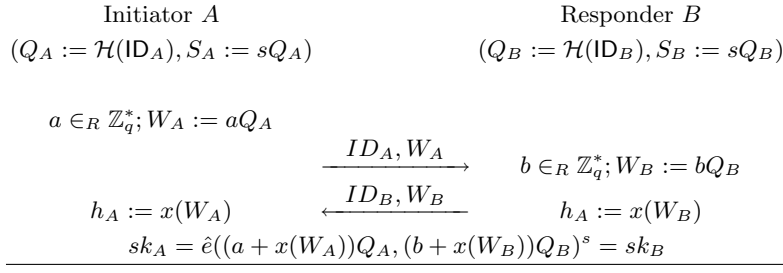 Initiator A Responder B
(Q_A := H(ID_A), S_A := sQ_A) (Q_B := H(ID_B), S_B := sQ_B)
a ∈_R ℤ_q^*; W_A := aQ_A
ID_A, W_A
b ∈_R ℤ_q^*; W_B := bQ_B
h_A := x(W_A) ID_B, W_B h_A := x(W_B)
sk_A = ê((a + x(W_A))Q_A, (b + x(W_B))Q_B)^s = sk_B